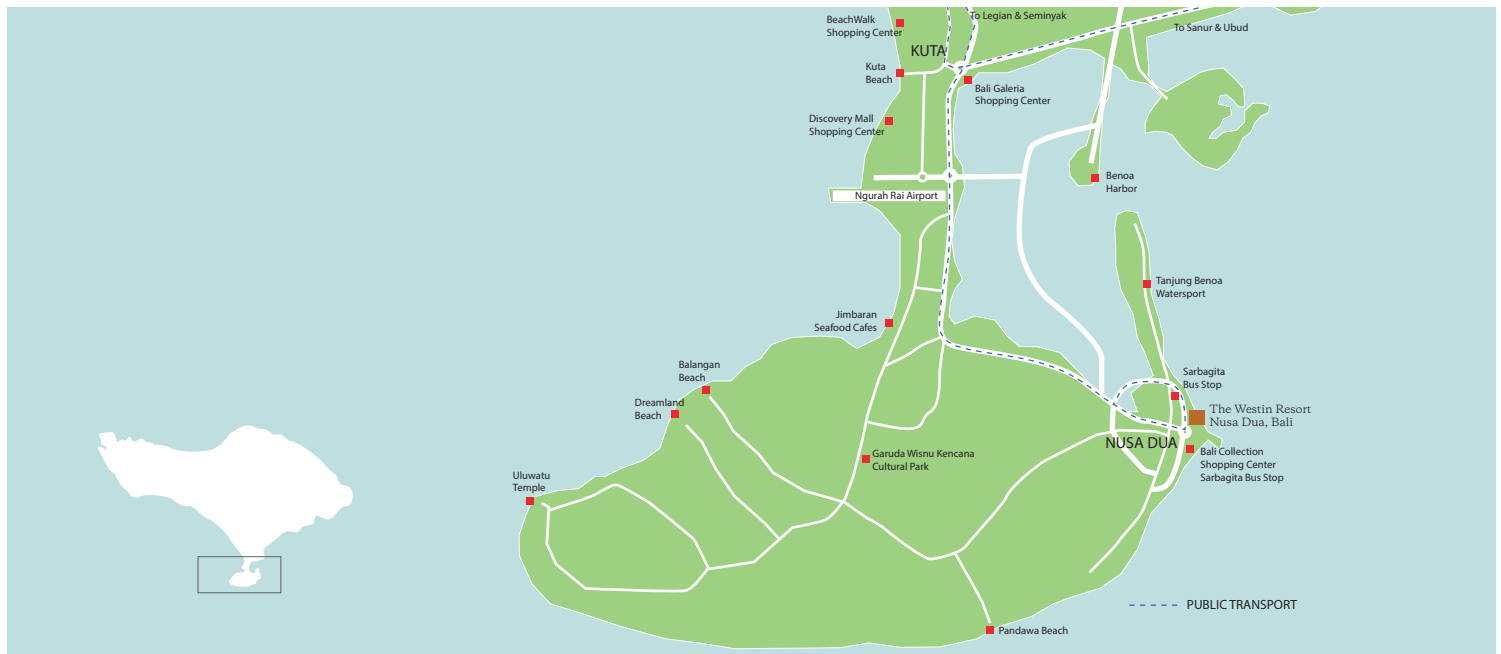 BeachWalk
Shopping Center
To Legian & Seminyak
To Sanur & Ubud
KUTA
Kuta
Beach
Bali Galeria
Shopping Center
Discovery Mall
Shopping Center
Benoa
Harbor
Ngurah Rai Airport
Tanjung Benoa
Watersport
Jimbaran
Seafood Cafes
Balangan
Beach
Sarbagita
Bus Stop
Dreamland
Beach
The Westin Resort
Nusa Dua, Bali
NUSA DUA
Garuda Wisnu Kencana
Cultural Park
Bali Collection
Shopping Center
Sarbagita Bus Stop
Uluwatu
Temple
PUBLIC TRANSPORT
Pandawa Beach